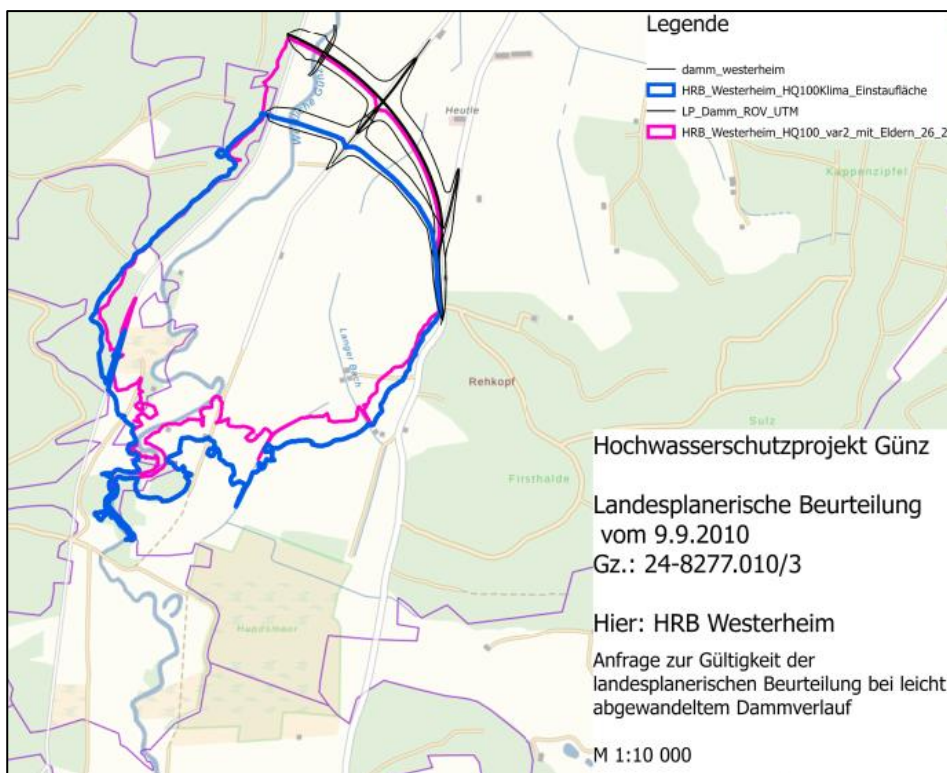 Legende
damm_westerheim
HRB_Westerheim_HQ100Klima_Einstaufläche
LP_Damm_ROV_UTM
HRB_Westerheim_HQ100_var2_mit_Eldern_26_2
Heutle
Kappenzipfel
Langer Bach
Rehkopf
Sulz
Firsthalde
Hochwasserschutzprojekt Günz
Landesplanerische Beurteilung
vom 9.9.2010
Gz.: 24-8277.010/3
Hier: HRB Westerheim
Anfrage zur Gültigkeit der
landesplanerischen Beurteilung bei leicht
abgewandeltem Dammverlauf
M 1:10 000